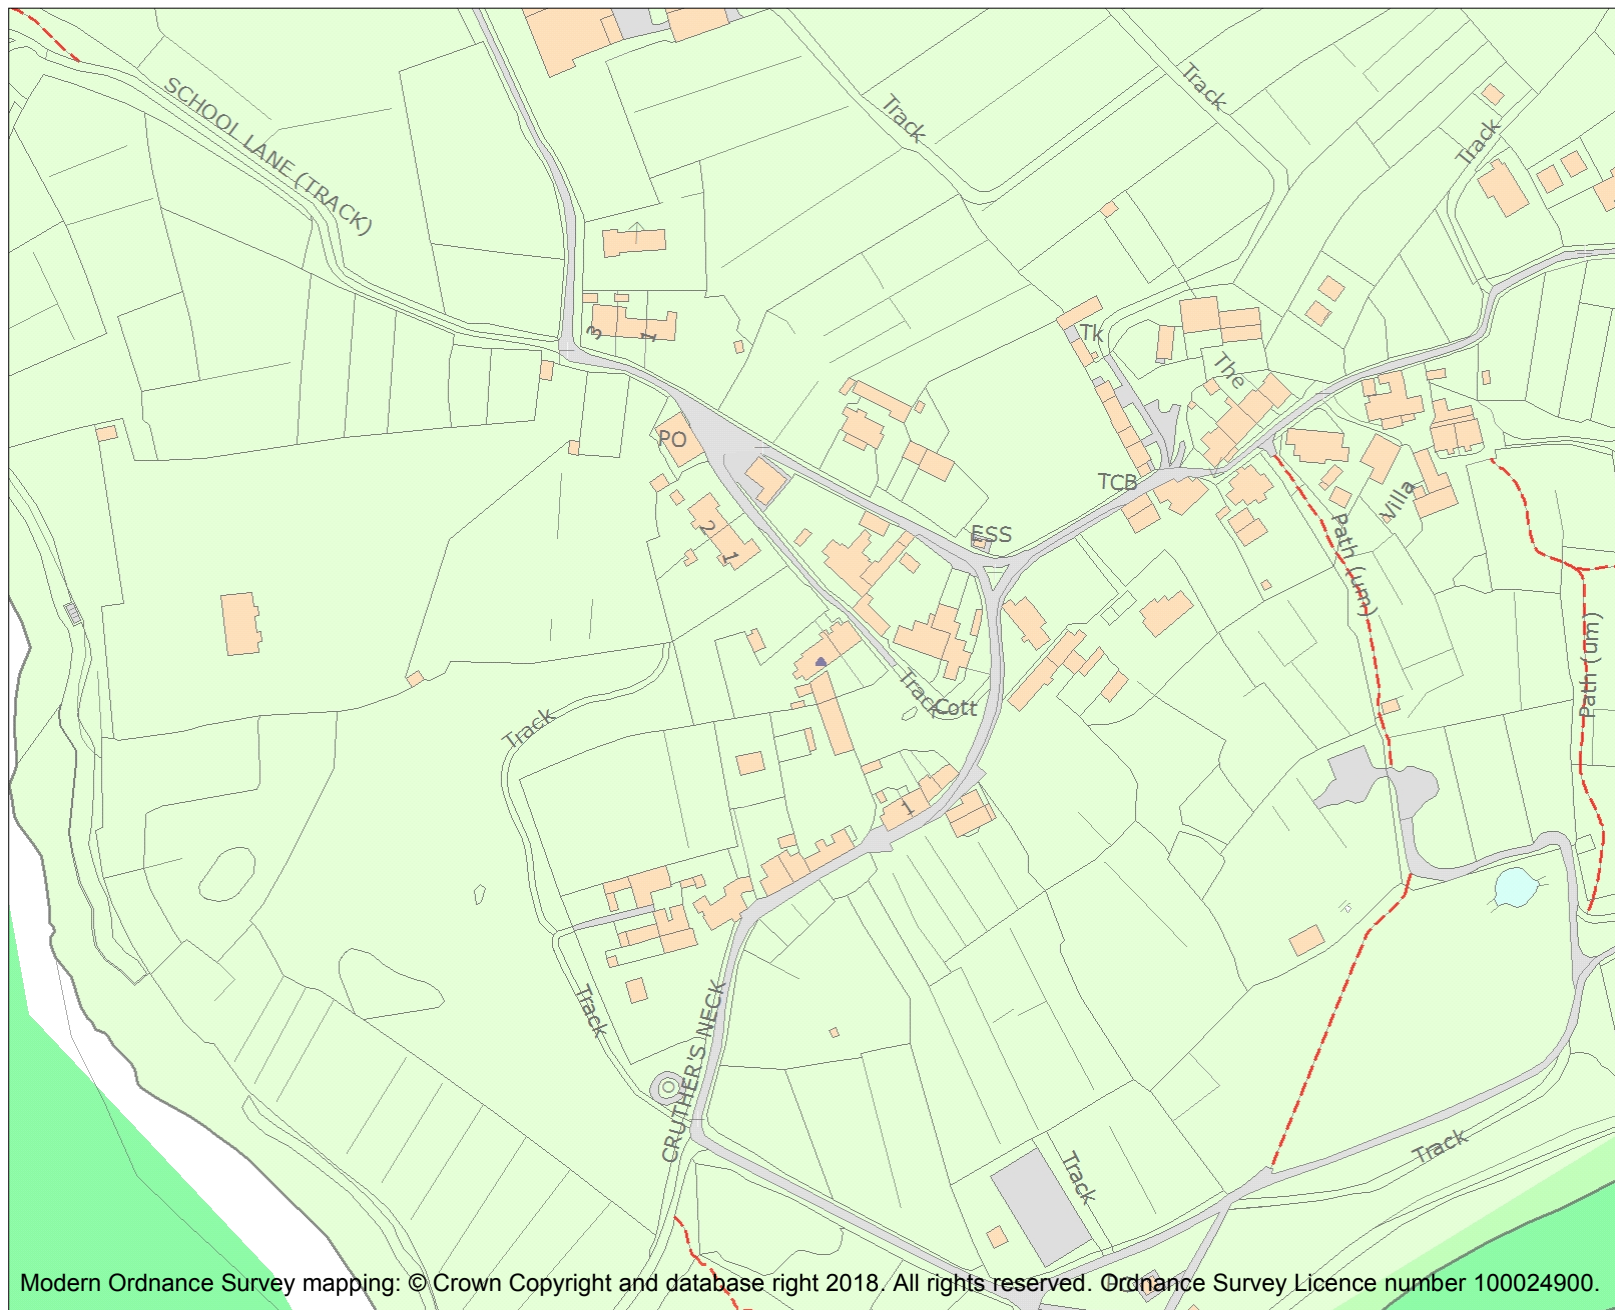 SCHOOL LANE (TRACK)
Track
Track
Track
3
1
Tk
The
PO
TCB
Villa
2
1
ESS
Path (um)
Path (um)
Track
Cott
Track
1
Track
CRUTHER'S NECK
Track
Track
Modern Ordnance Survey mapping: © Crown Copyright and database right 2018. All rights reserved. Ordnance Survey Licence number 100024900.